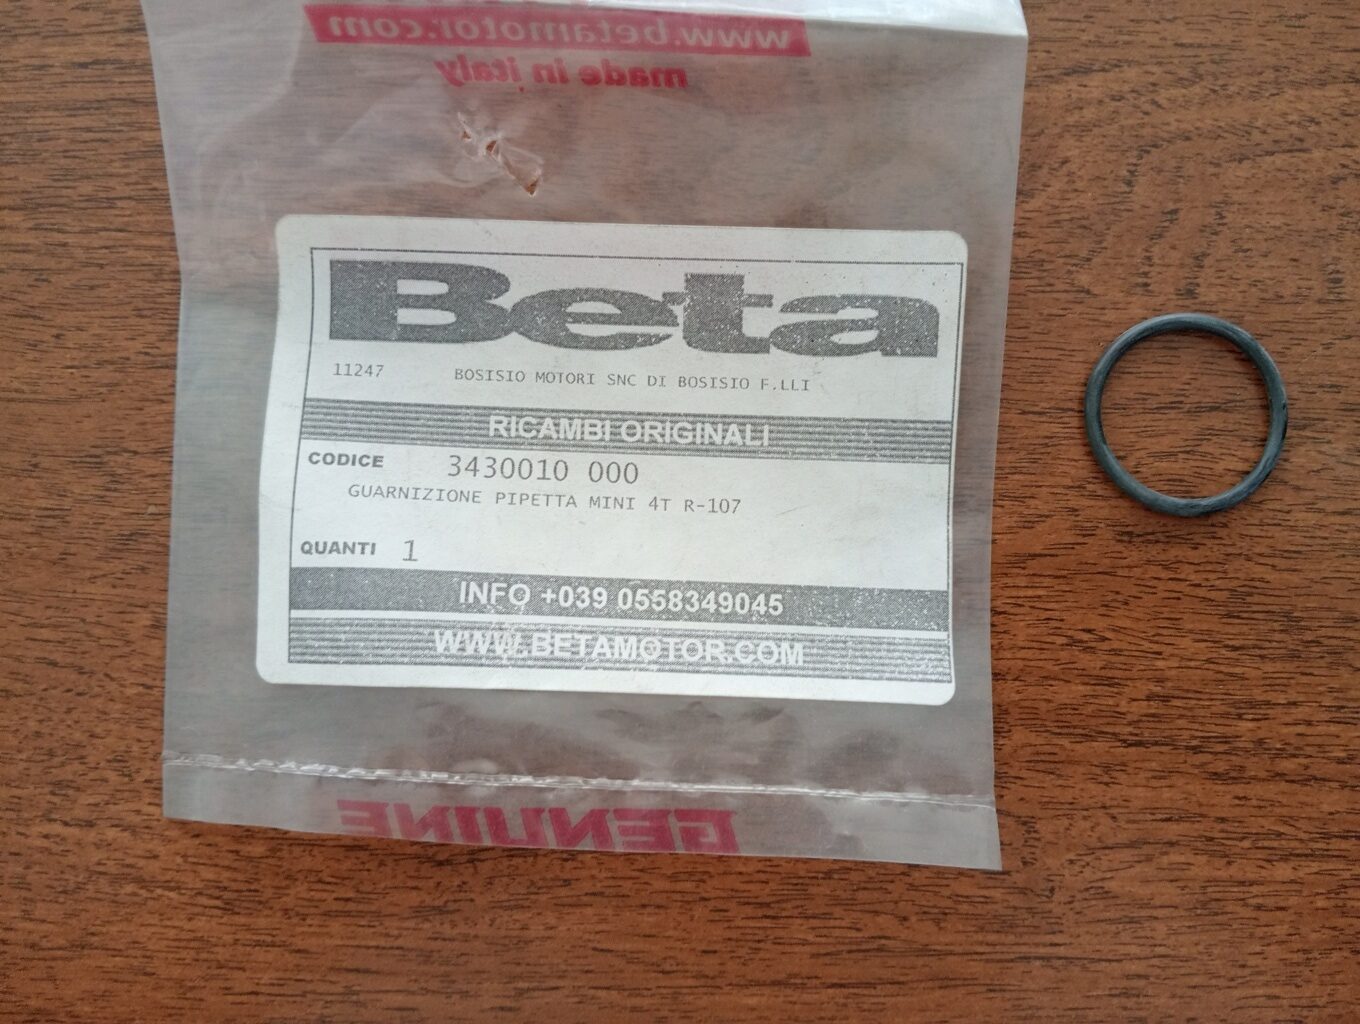 www.betamotor.com
made in italy
Beta
11247 BOSISIO MOTORI SNC DI BOSISIO F.LLI
RICAMBI ORIGINALI
CODICE 3430010 000
GUARNIZIONE PIPETTA MINI 4T R-107
QUANTI 1
INFO +039 0558349045
WWW.BETAMOTOR.COM
GENUINE